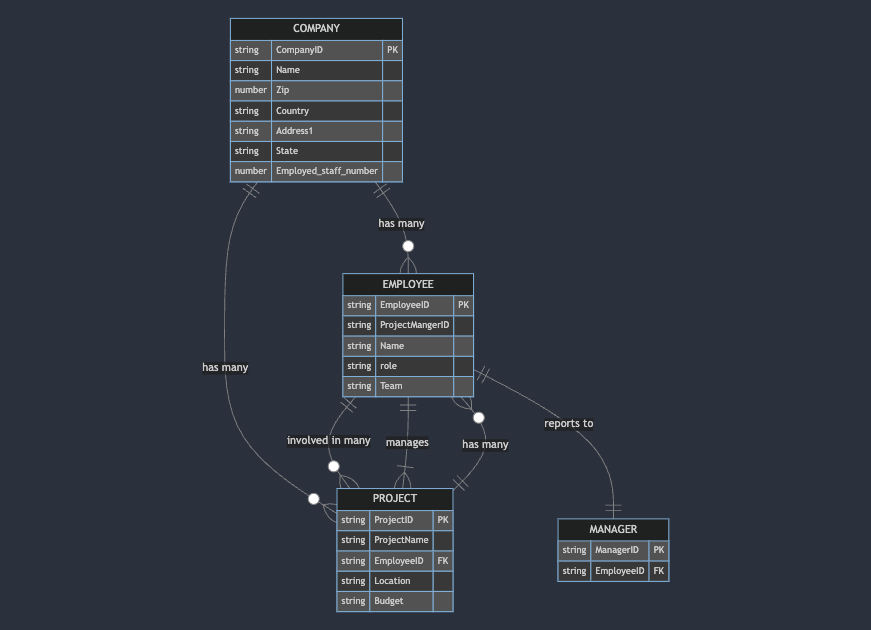 COMPANY
string CompanyID PK
string Name
number Zip
string Country
string Address1
string State
number Employed_staff_number
has many
EMPLOYEE
string EmployeeID PK
string ProjectMangerID
string Name
string role
string Team
has many
reports to
involved in many
manages
has many
PROJECT
string ProjectID PK
string ProjectName
string EmployeeID FK
string Location
string Budget
MANAGER
string ManagerID PK
string EmployeeID FK